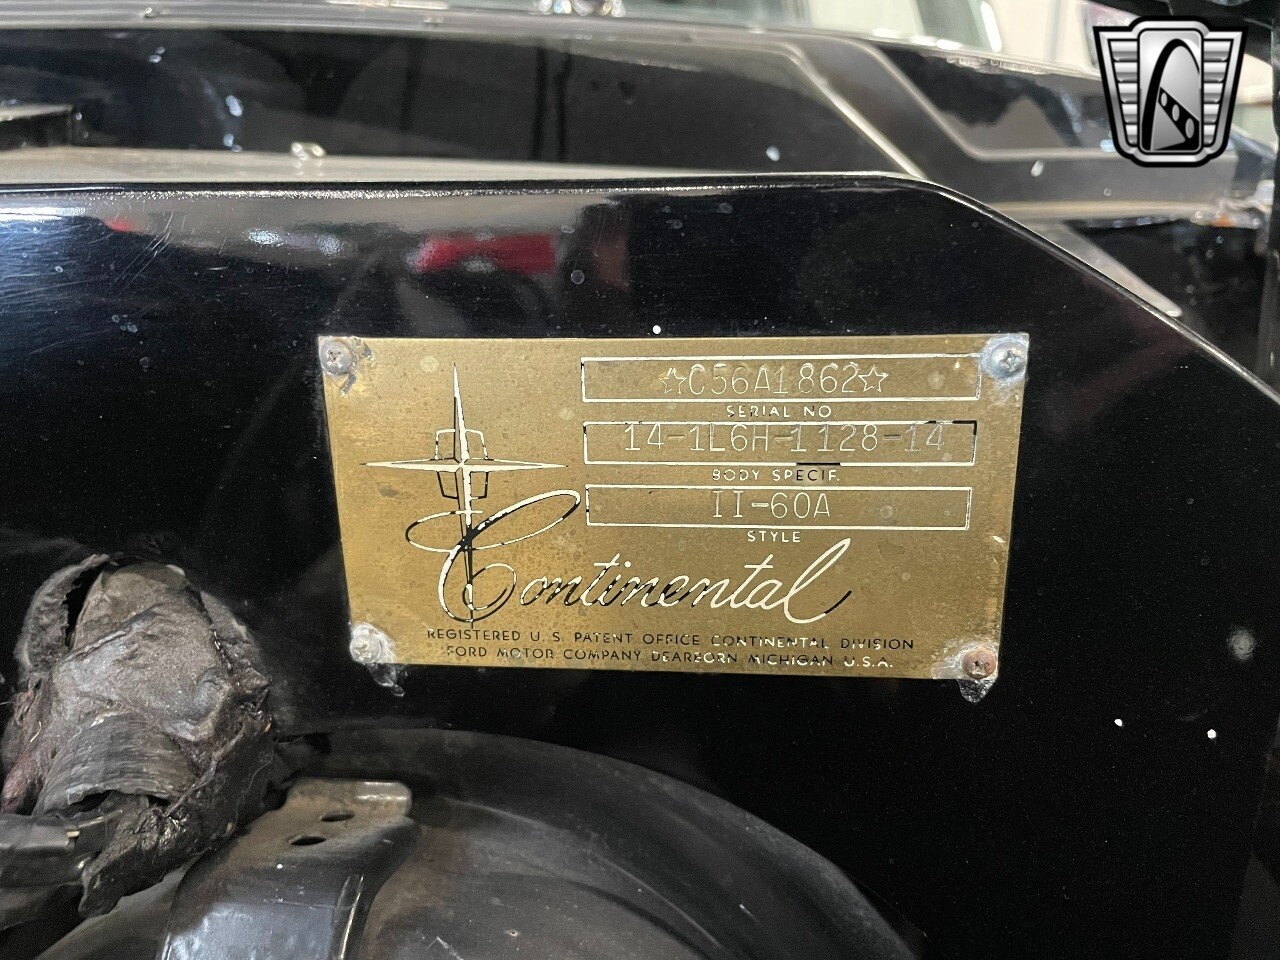 ☆C56A1862☆
SERIAL NO
14-1L6H-1128-14
BODY SPECIF.
II-60A
STYLE
Continental
REGISTERED U.S. PATENT OFFICE CONTINENTAL DIVISION
FORD MOTOR COMPANY DEARBORN MICHIGAN U.S.A.